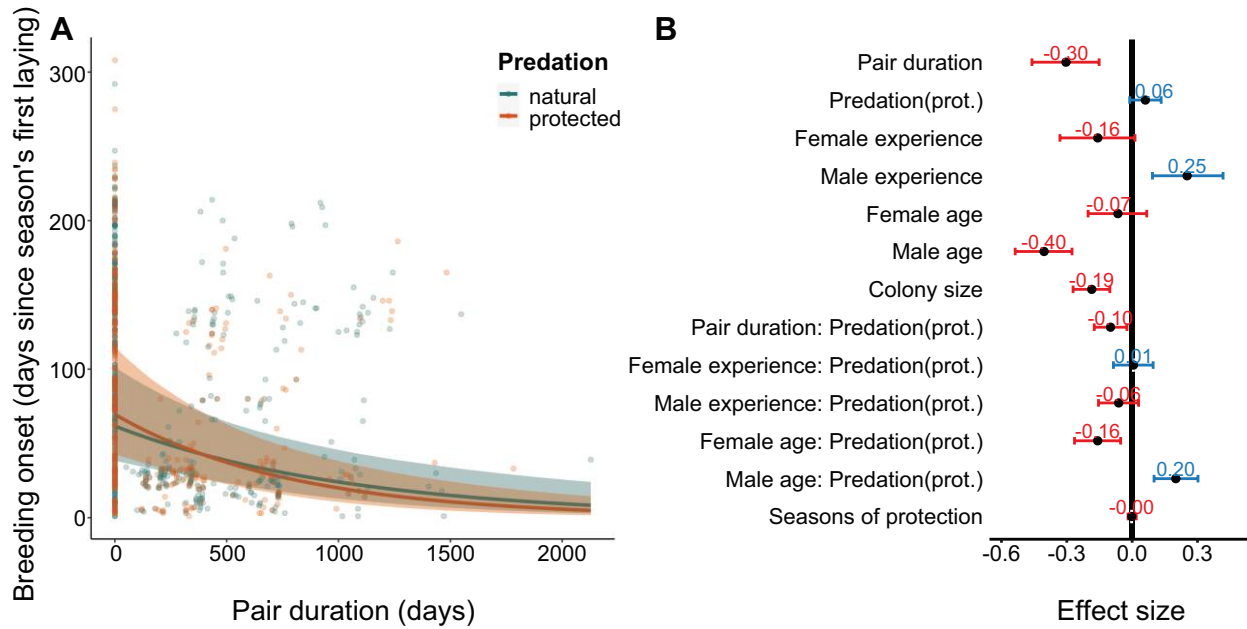 A
Breeding onset (days since season's first laying)
300
200
100
0
0
500
1000
1500
2000
Pair duration (days)
Predation
natural
protected
B
Pair duration
-0.30
Predation(prot.)
0.06
Female experience
-0.16
Male experience
0.25
Female age
-0.07
Male age
-0.40
Colony size
-0.19
Pair duration: Predation(prot.)
-0.10
Female experience: Predation(prot.)
0.01
Male experience: Predation(prot.)
-0.06
Female age: Predation(prot.)
-0.16
Male age: Predation(prot.)
0.20
Seasons of protection
-0.00
-0.6
-0.3
0.0
0.3
Effect size